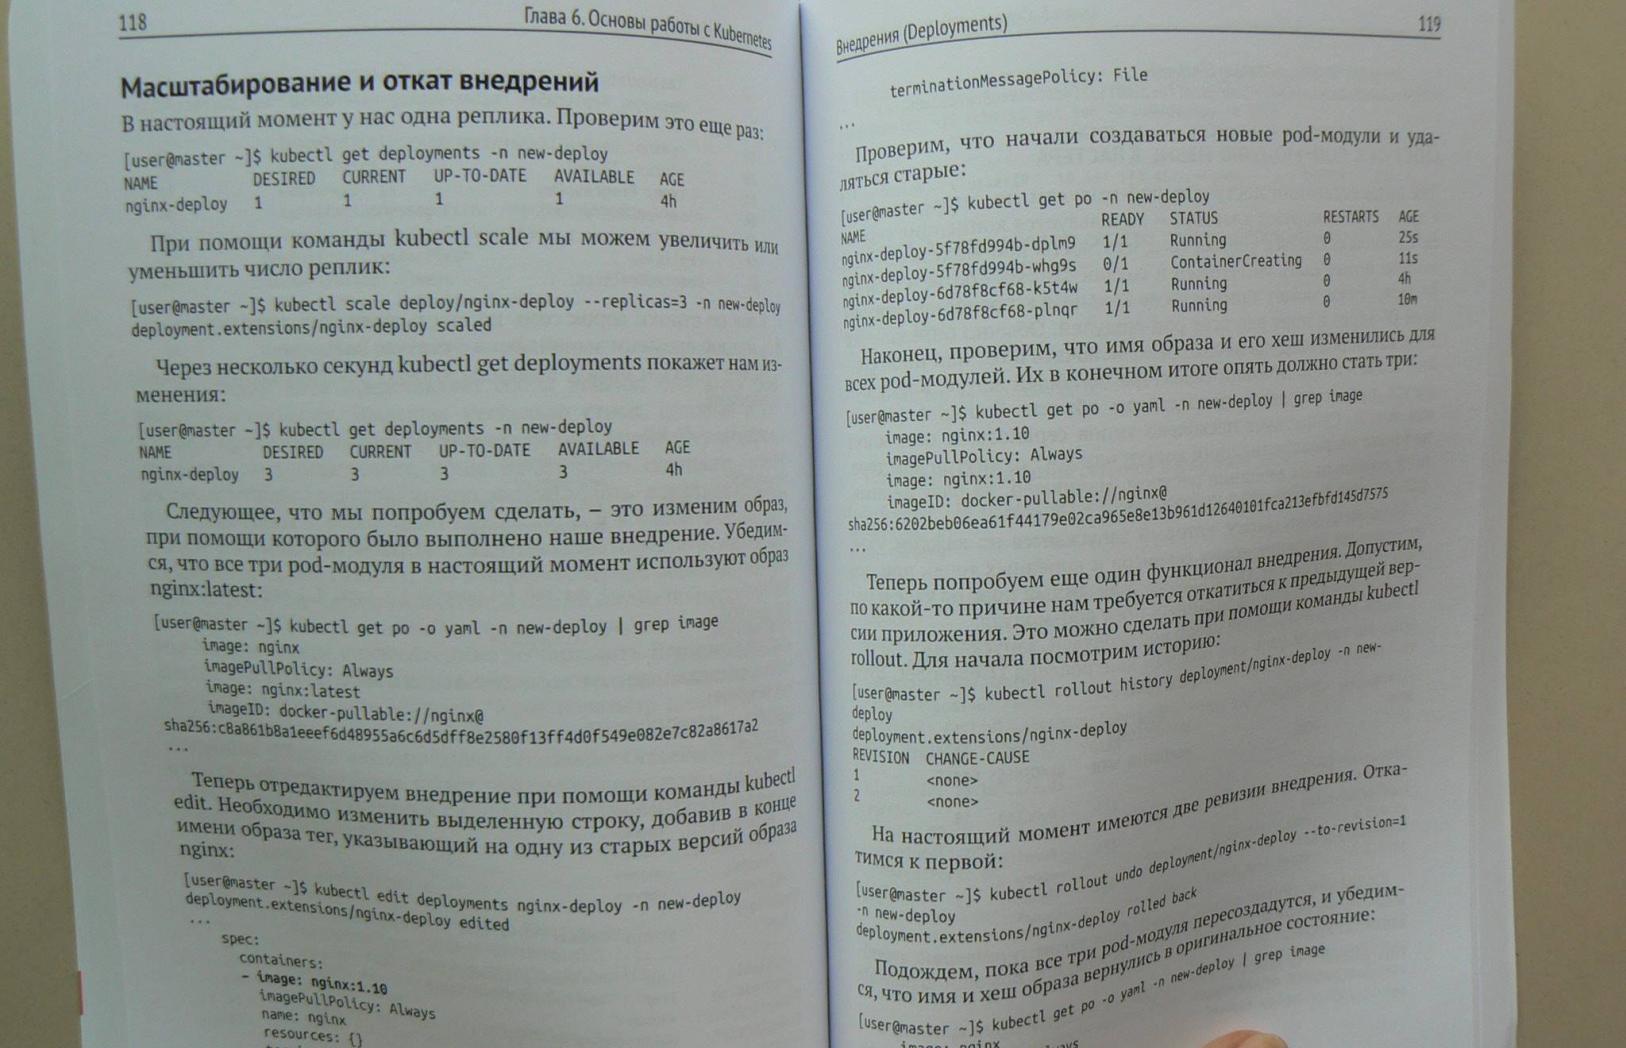 118
Глава 6. Основы работы с Kubernetes
Масштабирование и откат внедрений
В настоящий момент у нас одна реплика. Проверим это еще раз:
[user@master ~]$ kubectl get deployments -n new-deploy
NAME DESIRED CURRENT UP-TO-DATE AVAILABLE AGE
nginx-deploy 1 1 1 1 4h
При помощи команды kubectl scale мы можем увеличить или
уменьшить число реплик:
[user@master ~]$ kubectl scale deploy/nginx-deploy --replicas=3 -n new-deploy
deployment.extensions/nginx-deploy scaled
Через несколько секунд kubectl get deployments покажет нам из-
менения:
[user@master ~]$ kubectl get deployments -n new-deploy
NAME DESIRED CURRENT UP-TO-DATE AVAILABLE AGE
nginx-deploy 3 3 3 3 4h
Следующее, что мы попробуем сделать, – это изменим образ,
при помощи которого было выполнено наше внедрение. Убедим-
ся, что все три pod-модуля в настоящий момент используют образ
nginx:latest:
[user@master ~]$ kubectl get po -o yaml -n new-deploy | grep image
image: nginx
imagePullPolicy: Always
image: nginx:latest
imageID: docker-pullable://nginx@
sha256:c8a861b8a1eeef6d48955a6c6d5dff8e2580f13ff4d0f549e082e7c82a8617a2
...
Теперь отредактируем внедрение при помощи команды kubectl
edit. Необходимо изменить выделенную строку, добавив в конце
имени образа тег, указывающий на одну из старых версий образа
nginx:
[user@master ~]$ kubectl edit deployments nginx-deploy -n new-deploy
deployment.extensions/nginx-deploy edited
...
spec:
containers:
- image: nginx:1.10
imagePullPolicy: Always
name: nginx
resources: {}
Внедрения (Deployments)
119
terminationMessagePolicy: File
...
Проверим, что начали создаваться новые pod-модули и уда-
ляться старые:
[user@master ~]$ kubectl get po -n new-deploy
NAME READY STATUS RESTARTS AGE
nginx-deploy-5f78fd994b-dplm9 1/1 Running 0 25s
nginx-deploy-5f78fd994b-whg9s 0/1 ContainerCreating 0 11s
nginx-deploy-6d78f8cf68-k5t4w 1/1 Running 0 4h
nginx-deploy-6d78f8cf68-plnqr 1/1 Running 0 10m
Наконец, проверим, что имя образа и его хеш изменились для
всех pod-модулей. Их в конечном итоге опять должно стать три:
[user@master ~]$ kubectl get po -o yaml -n new-deploy | grep image
image: nginx:1.10
imagePullPolicy: Always
image: nginx:1.10
imageID: docker-pullable://nginx@
sha256:6202beb06ea61f44179e02ca965e8e13b961d12640101fca213efbfd145d7575
...
Теперь попробуем еще один функционал внедрения. Допустим,
по какой-то причине нам требуется откатиться к предыдущей вер-
сии приложения. Это можно сделать при помощи команды kubectl
rollout. Для начала посмотрим историю:
[user@master ~]$ kubectl rollout history deployment/nginx-deploy -n new-
deploy
deployment.extensions/nginx-deploy
REVISION CHANGE-CAUSE
1 <none>
2 <none>
На настоящий момент имеются две ревизии внедрения. Отка-
тимся к первой:
[user@master ~]$ kubectl rollout undo deployment/nginx-deploy --to-revision=1
-n new-deploy
deployment.extensions/nginx-deploy rolled back
Подождем, пока все три pod-модуля пересоздадутся, и убедим-
ся, что имя и хеш образа вернулись в оригинальное состояние:
[user@master ~]$ kubectl get po -o yaml -n new-deploy | grep image
image: nginx